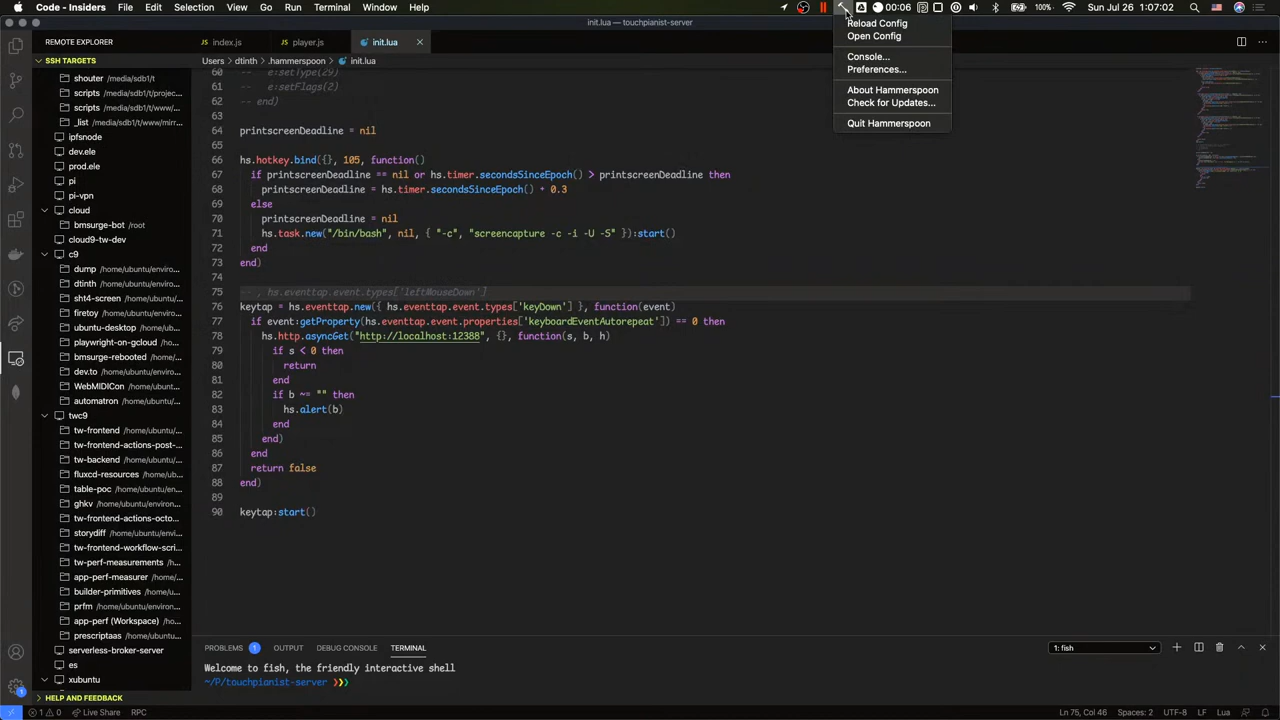 Code - Insiders File Edit Selection View Go Run Terminal Window Help 00:06 100% Sun Jul 26 1:07:02
init.lua — touchpianist-server
REMOTE EXPLORER
SSH TARGETS
shouter /media/sdb1/t
scripts /media/sdb1/t/projec...
scripts /media/sdb1/t/www/...
_list /media/sdb1/t/www/mirr...
ipfsnode
dev.ele
prod.ele
pi
pi-vpn
cloud
bmsurge-bot /root
cloud9-tw-dev
c9
dump /home/ubuntu/enviro...
dtinth /home/ubuntu/enviro...
sht4-screen /home/ubuntu/...
firetoy /home/ubuntu/enviro...
ubuntu-desktop /home/ubu...
playwright-on-gcloud /hom...
bmsurge-rebooted /home/...
dev.to /home/ubuntu/enviro...
WebMIDICon /home/ubuntu...
automatron /home/ubuntu/...
twc9
tw-frontend /home/ubuntu/...
tw-frontend-actions-post-...
tw-backend /home/ubuntu/...
fluxcd-resources /home/u...
table-poc /home/ubuntu/en...
ghkv /home/ubuntu/environ...
tw-frontend-actions-octo...
storydiff /home/ubuntu/envi...
tw-frontend-workflow-scri...
tw-perf-measurements /h...
app-perf-measurer /home/...
builder-primitives /home/...
prfm /home/ubuntu/environ...
app-perf (Workspace) /ho...
prescriptaas /home/ubunt...
serverless-broker-server
es
xubuntu
HELP AND FEEDBACK
index.js player.js init.lua
Users dtinth .hammerspoon init.lua
60 -- e:setType(29)
61 -- e:setFlags(2)
62 -- end)
63
64 printscreenDeadline = nil
65
66 hs.hotkey.bind({}, 105, function()
67 if printscreenDeadline == nil or hs.timer.secondsSinceEpoch() > printscreenDeadline then
68 printscreenDeadline = hs.timer.secondsSinceEpoch() + 0.3
69 else
70 printscreenDeadline = nil
71 hs.task.new("/bin/bash", nil, { "-c", "screencapture -c -i -U -S" }):start()
72 end
73 end)
74
75 -- , hs.eventtap.event.types['leftMouseDown']
76 keytap = hs.eventtap.new({ hs.eventtap.event.types['keyDown'] }, function(event)
77 if event:getProperty(hs.eventtap.event.properties['keyboardEventAutorepeat']) == 0 then
78 hs.http.asyncGet("http://localhost:12388", {}, function(s, b, h)
79 if s < 0 then
80 return
81 end
82 if b ~= "" then
83 hs.alert(b)
84 end
85 end)
86 end
87 return false
88 end)
89
90 keytap:start()
Reload Config
Open Config
Console...
Preferences...
About Hammerspoon
Check for Updates...
Quit Hammerspoon
PROBLEMS 1 OUTPUT DEBUG CONSOLE TERMINAL 1: fish
Welcome to fish, the friendly interactive shell
~/P/touchpianist-server ❯❯❯
1 0 Live Share RPC Ln 75, Col 46 Spaces: 2 UTF-8 LF Lua